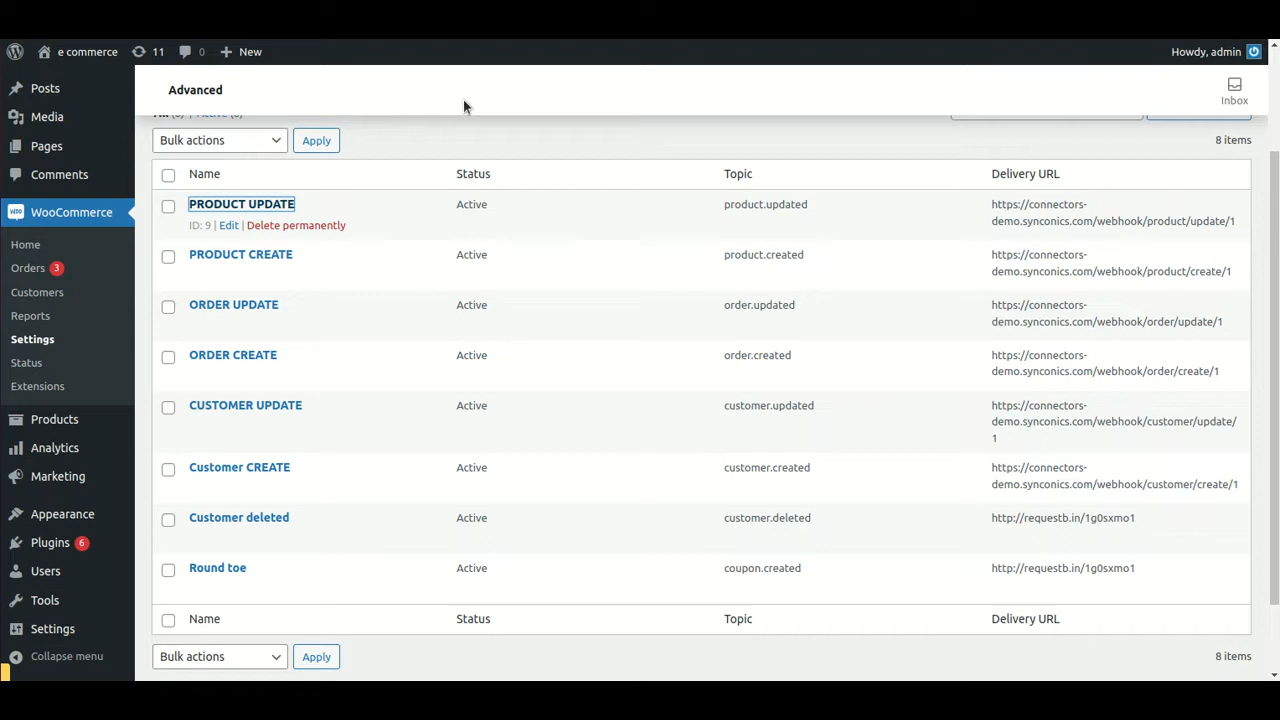 e commerce 11 0 New Howdy, admin
Posts
Media
Pages
Comments
WooCommerce
Home
Orders 3
Customers
Reports
Settings
Status
Extensions
Products
Analytics
Marketing
Appearance
Plugins 6
Users
Tools
Settings
Collapse menu
Advanced
Inbox
Bulk actions Apply 8 items
Name Status Topic Delivery URL
PRODUCT UPDATE Active product.updated https://connectors-
demo.synconics.com/webhook/product/update/1
ID: 9 | Edit | Delete permanently
PRODUCT CREATE Active product.created https://connectors-
demo.synconics.com/webhook/product/create/1
ORDER UPDATE Active order.updated https://connectors-
demo.synconics.com/webhook/order/update/1
ORDER CREATE Active order.created https://connectors-
demo.synconics.com/webhook/order/create/1
CUSTOMER UPDATE Active customer.updated https://connectors-
demo.synconics.com/webhook/customer/update/
1
Customer CREATE Active customer.created https://connectors-
demo.synconics.com/webhook/customer/create/1
Customer deleted Active customer.deleted http://requestb.in/1g0sxmo1
Round toe Active coupon.created http://requestb.in/1g0sxmo1
Name Status Topic Delivery URL
Bulk actions Apply 8 items